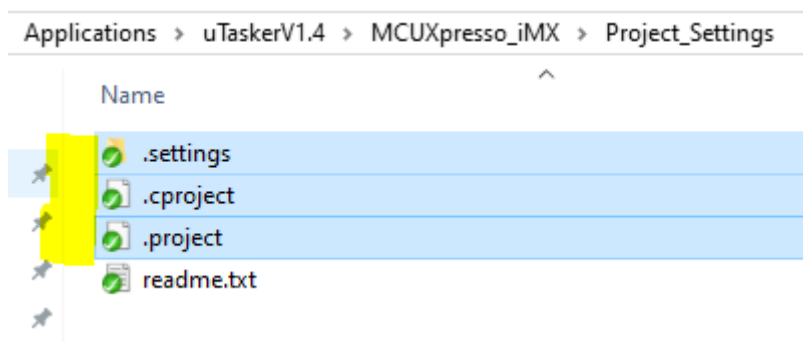 Applications > uTaskerV1.4 > MCUXpresso_iMX > Project_Settings
Name
.settings
.cproject
.project
readme.txt